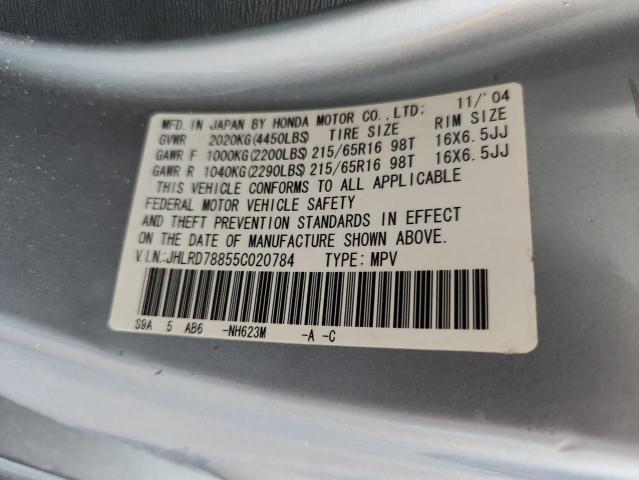 MFD. IN JAPAN BY HONDA MOTOR CO., LTD; 11/'04
GVWR 2020KG(4450LBS) TIRE SIZE RIM SIZE
GAWR F 1000KG(2200LBS) 215/65R16 98T 16X6.5JJ
GAWR R 1040KG(2290LBS) 215/65R16 98T 16X6.5JJ
THIS VEHICLE CONFORMS TO ALL APPLICABLE
FEDERAL MOTOR VEHICLE SAFETY
AND THEFT PREVENTION STANDARDS IN EFFECT
ON THE DATE OF MANUFACTURE SHOWN ABOVE.
V.I.N.:JHLRD78855C020784 TYPE: MPV
S9A 5 AB6 -NH623M -A -C